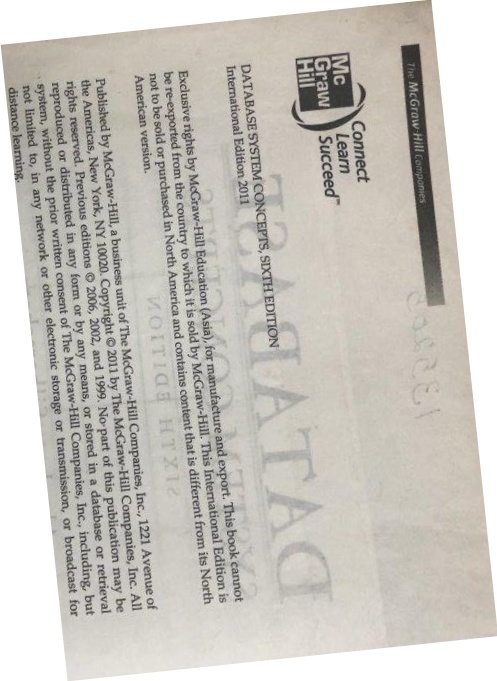 The McGraw-Hill Companies
Mc
Graw
Hill
Connect
Learn
Succeed™
DATABASE SYSTEM CONCEPTS, SIXTH EDITION
International Edition 2011
Exclusive rights by McGraw-Hill Education (Asia), for manufacture and export. This book cannot
be re-exported from the country to which it is sold by McGraw-Hill. This International Edition is
not to be sold or purchased in North America and contains content that is different from its North
American version.
Published by McGraw-Hill, a business unit of The McGraw-Hill Companies, Inc., 1221 Avenue of
the Americas, New York, NY 10020. Copyright © 2011 by The McGraw-Hill Companies, Inc. All
rights reserved. Previous editions © 2006, 2002, and 1999. No part of this publication may be
reproduced or distributed in any form or by any means, or stored in a database or retrieval
system, without the prior written consent of The McGraw-Hill Companies, Inc., including, but
not limited to, in any network or other electronic storage or transmission, or broadcast for
distance learning.